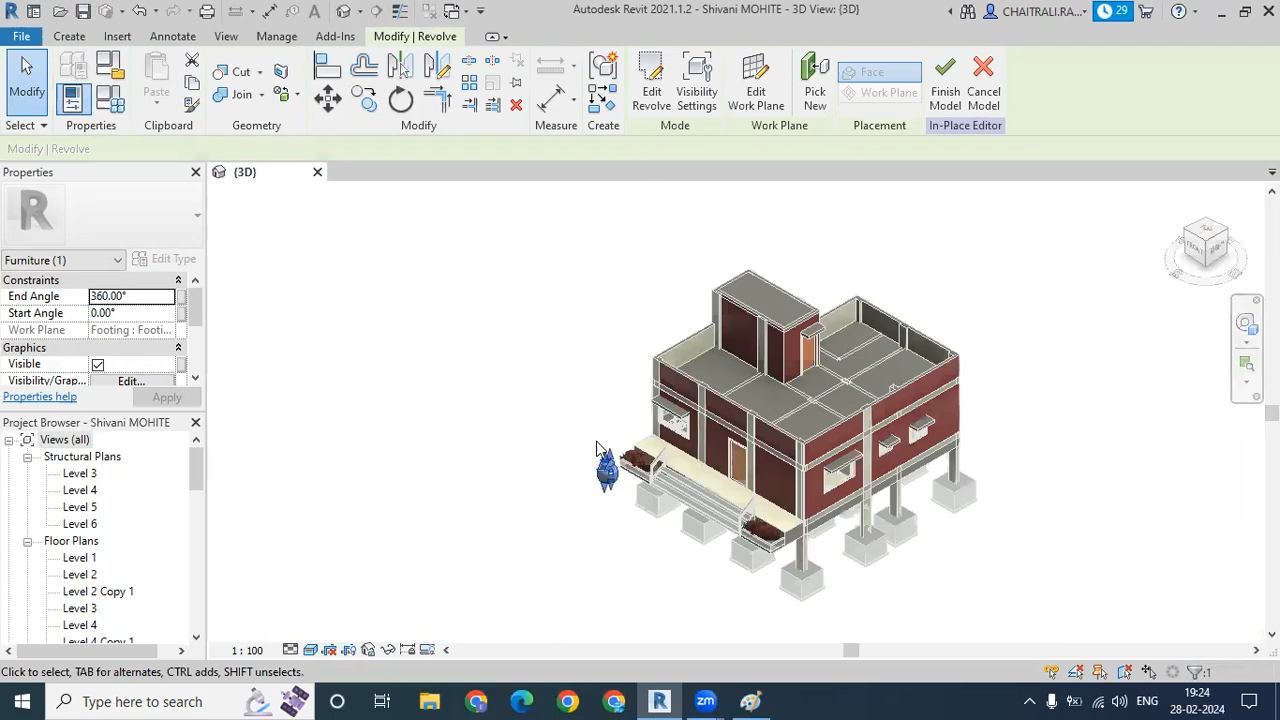 Autodesk Revit 2021.1.2 - Shivani MOHITE - 3D View: {3D}
CHAITRALI.RA...
29
File
Create
Insert
Annotate
View
Manage
Add-Ins
Modify | Revolve
Modify
Paste
Cut
Join
Edit Revolve
Visibility Settings
Edit Work Plane
Pick New
Face
Work Plane
Finish Model
Cancel Model
Select
Properties
Clipboard
Geometry
Modify
Measure
Create
Mode
Work Plane
Placement
In-Place Editor
Modify | Revolve
Properties
{3D}
Furniture (1)
Edit Type
Constraints
End Angle 360.00°
Start Angle 0.00°
Work Plane Footing : Footi...
Graphics
Visible
Visibility/Grap... Edit...
Properties help
Apply
Project Browser - Shivani MOHITE
Views (all)
Structural Plans
Level 3
Level 4
Level 5
Level 6
Floor Plans
Level 1
Level 2
Level 2 Copy 1
Level 3
Level 4
Level 4 Copy 1
FRONT
1 : 100
Click to select, TAB for alternates, CTRL adds, SHIFT unselects.
:1
Type here to search
ENG
19:24
28-02-2024